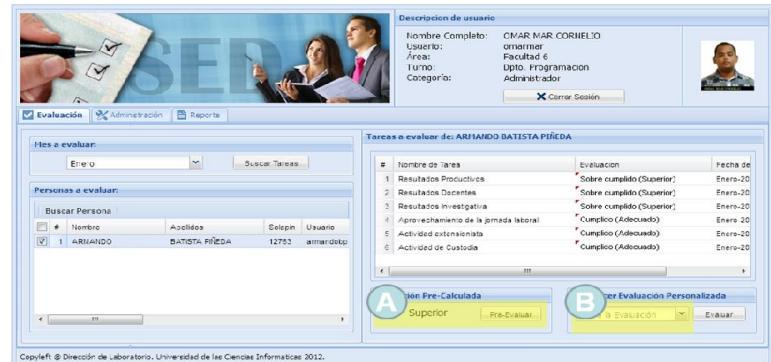 SED
Descripcion de usuario
Nombre Completo: OMAR MAR CORNELIO
Usuario: omarmar
Área: Facultad 6
Turno: Dpto. Programacion
Categoría: Administrador
Cerrar Sesión
Evaluación Administración Reporte
Mes a evaluar:
Enero Buscar Tareas
Personas a evaluar:
Buscar Persona
# Nombre Apellidos Solapin Usuario
1 ARMANDO BATISTA PIÑEDA 12753 armandobp
Tareas a evaluar de: ARMANDO BATISTA PIÑEDA
# Nombre de Tarea Evaluacion Fecha de
1 Resultados Productivos Sobre cumplido (Superior) Enero-20
2 Resultados Docentes Sobre cumplido (Superior) Enero-20
3 Resultados Investigativa Sobre cumplido (Superior) Enero-20
4 Aprovechamiento de la jornada laboral Cumplico (Adecuado) Enero-20
5 Actividad extensionista Cumplico (Adecuado) Enero-20
6 Actividad de Custodia Cumplico (Adecuado) Enero-20
A ción Pre-Calculada
Superior Pre-Evaluar
B cer Evaluación Personalizada
la Evaluación Evaluar
Copyleft @ Dirección de Laboratorio. Universidad de las Ciencias Informaticas 2012.